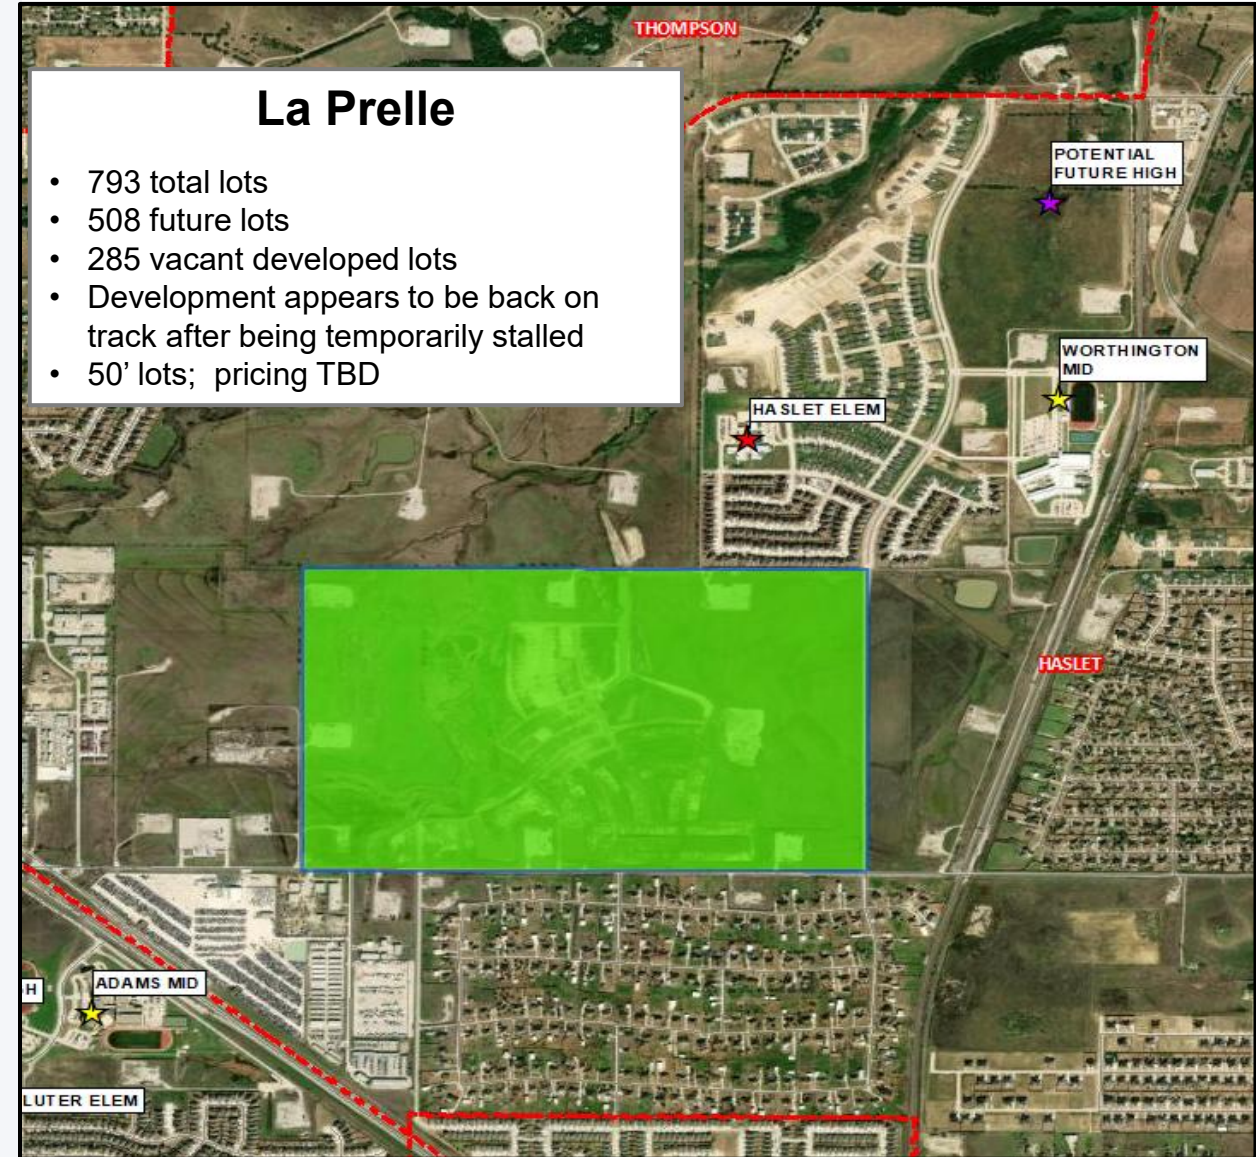 THOMPSON
La Prelle
• 793 total lots
• 508 future lots
• 285 vacant developed lots
• Development appears to be back on
track after being temporarily stalled
• 50’ lots; pricing TBD
POTENTIAL
FUTURE HIGH
WORTHINGTON
MID
HASLET ELEM
HASLET
ADAMS MID
LUTER ELEM